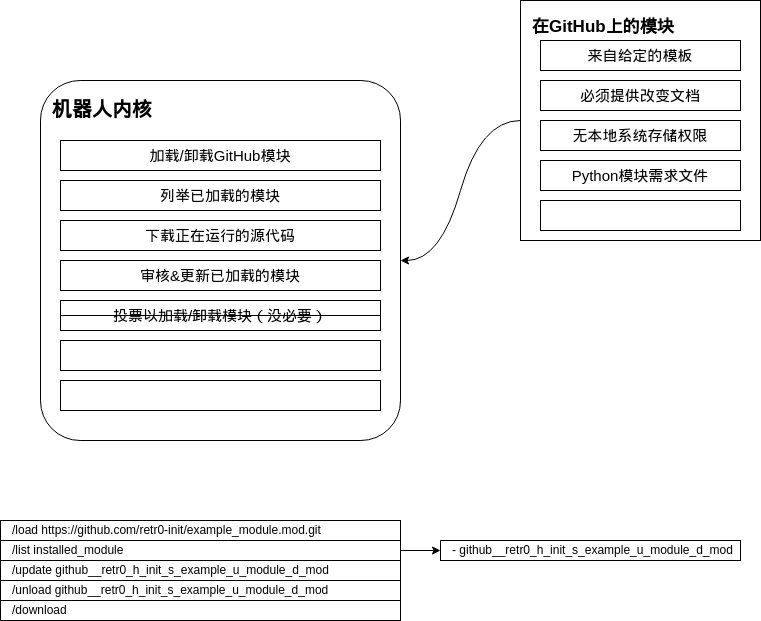 在GitHub上的模块
来自给定的模板
必须提供改变文档
无本地系统存储权限
Python模块需求文件
机器人内核
加载/卸载GitHub模块
列举已加载的模块
下载正在运行的源代码
审核&更新已加载的模块
投票以加载/卸载模块（没必要）
/load https://github.com/retr0-init/example_module.mod.git
/list installed_module
- github__retr0_h_init_s_example_u_module_d_mod
/update github__retr0_h_init_s_example_u_module_d_mod
/unload github__retr0_h_init_s_example_u_module_d_mod
/download